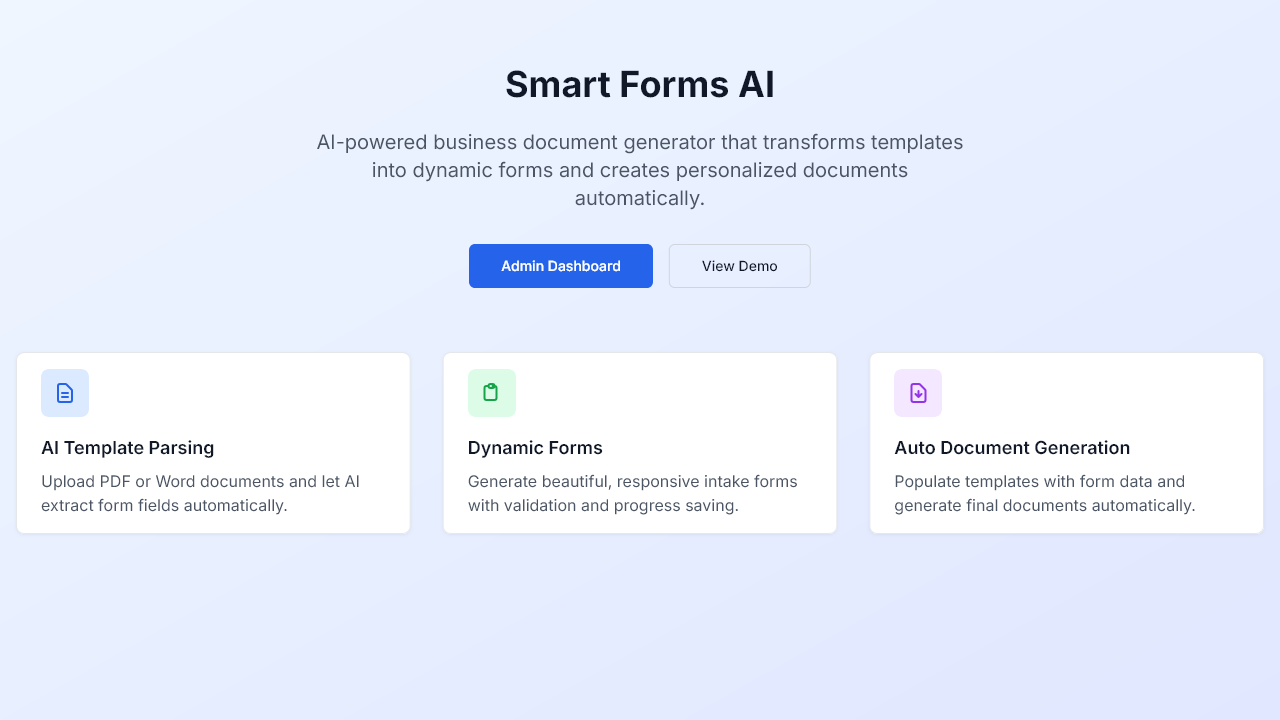 Smart Forms AI
AI-powered business document generator that transforms templates
into dynamic forms and creates personalized documents
automatically.
Admin Dashboard
View Demo
AI Template Parsing
Upload PDF or Word documents and let AI
extract form fields automatically.
Dynamic Forms
Generate beautiful, responsive intake forms
with validation and progress saving.
Auto Document Generation
Populate templates with form data and
generate final documents automatically.